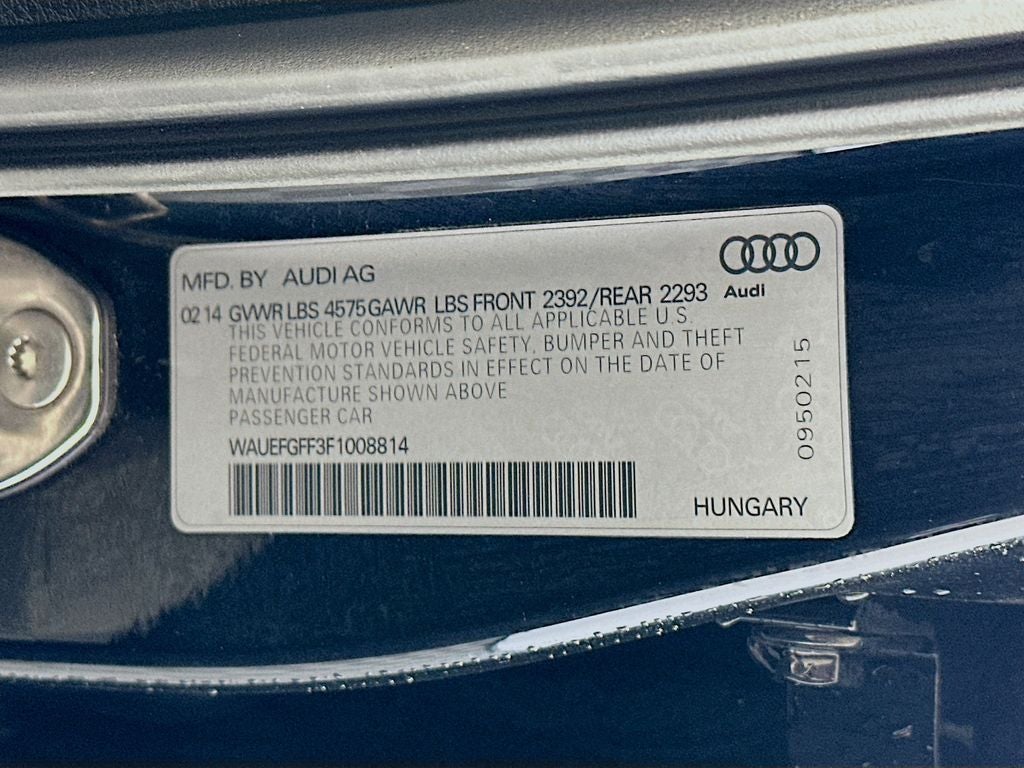 MFD. BY AUDI AG
02 14 GVWR LBS 4575 GAWR LBS FRONT 2392/REAR 2293
Audi
THIS VEHICLE CONFORMS TO ALL APPLICABLE U.S.
FEDERAL MOTOR VEHICLE SAFETY, BUMPER AND THEFT
PREVENTION STANDARDS IN EFFECT ON THE DATE OF
MANUFACTURE SHOWN ABOVE
PASSENGER CAR
WAUEFGFF3F1008814
0950215
HUNGARY